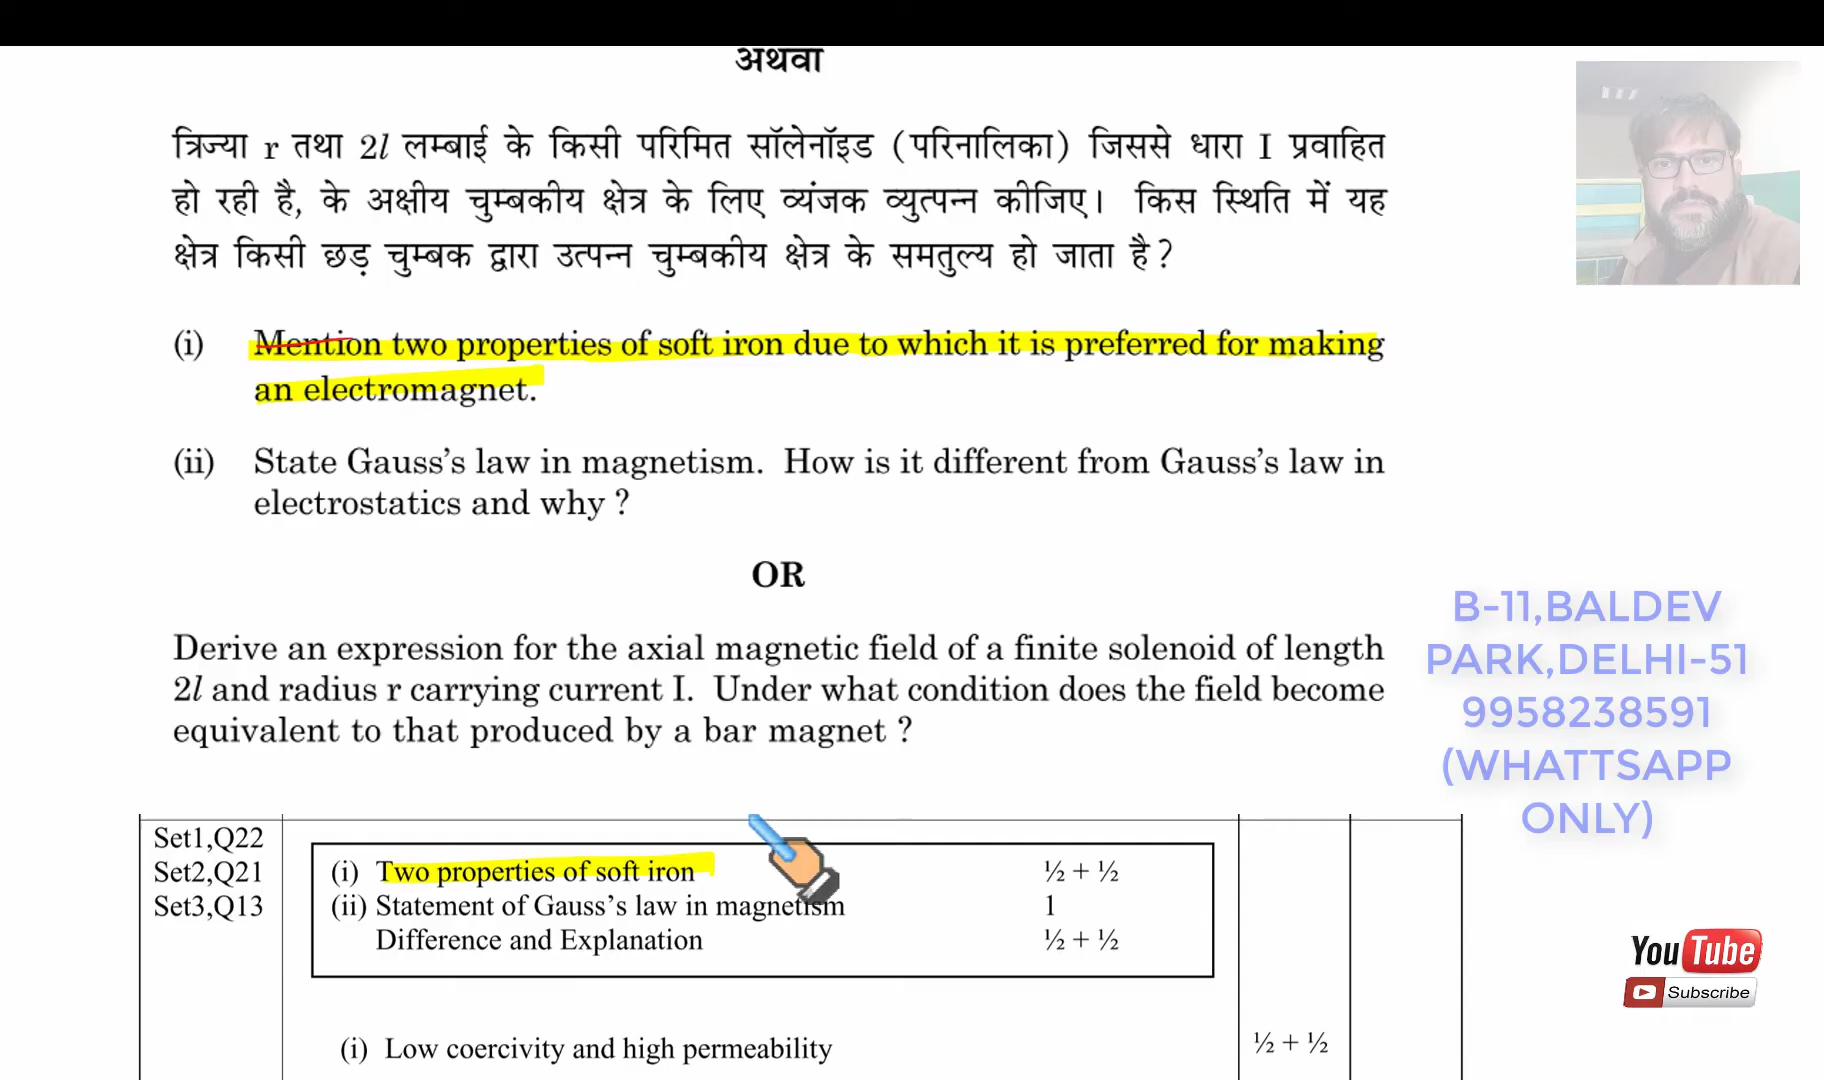 अथवा
त्रिज्या r तथा 2l लम्बाई के किसी परिमित सॉलेनॉइड (परिनालिका) जिससे धारा I प्रवाहित
हो रही है, के अक्षीय चुम्बकीय क्षेत्र के लिए व्यंजक व्युत्पन्न कीजिए। किस स्थिति में यह
क्षेत्र किसी छड़ चुम्बक द्वारा उत्पन्न चुम्बकीय क्षेत्र के समतुल्य हो जाता है ?
(i) Mention two properties of soft iron due to which it is preferred for making
an electromagnet.
(ii) State Gauss's law in magnetism. How is it different from Gauss's law in
electrostatics and why ?
OR
Derive an expression for the axial magnetic field of a finite solenoid of length
2l and radius r carrying current I. Under what condition does the field become
equivalent to that produced by a bar magnet ?
B-11,BALDEV
PARK,DELHI-51
9958238591
(WHATTSAPP
ONLY)
Set1,Q22
Set2,Q21
Set3,Q13
(i) Two properties of soft iron ½ + ½
(ii) Statement of Gauss's law in magnetism 1
Difference and Explanation ½ + ½
(i) Low coercivity and high permeability ½ + ½
YouTube
Subscribe